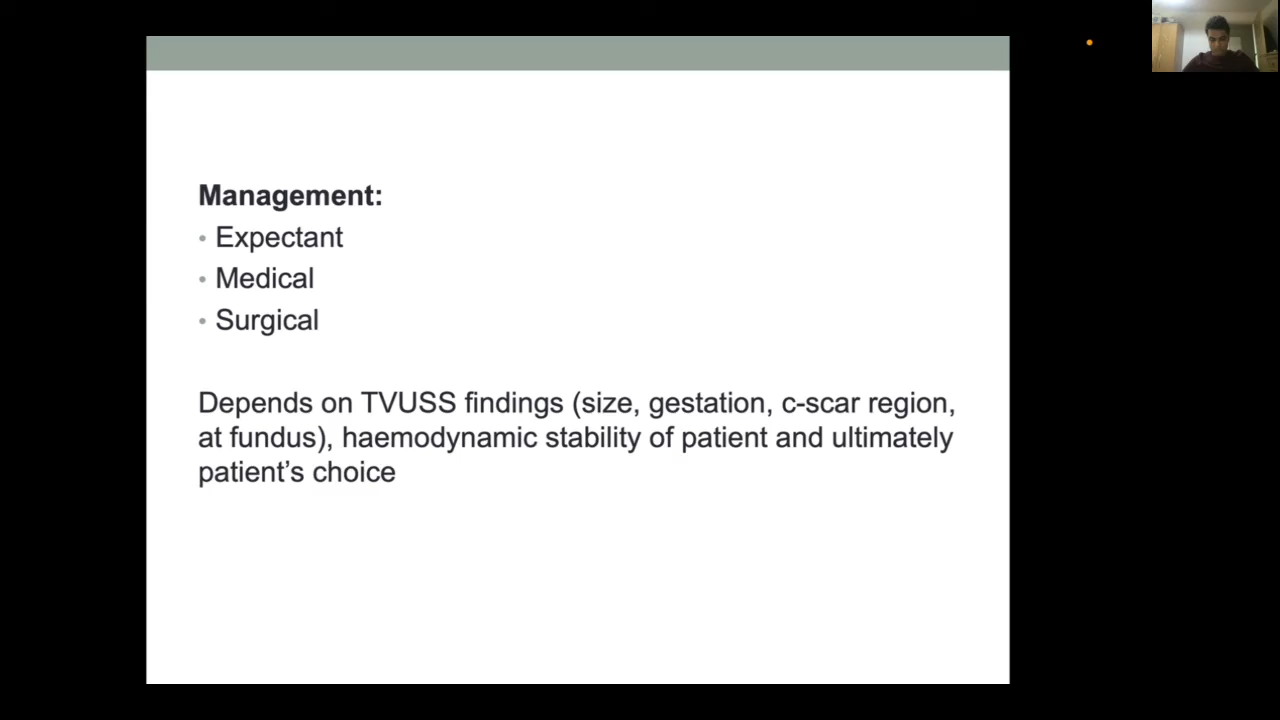 Management:
• Expectant
• Medical
• Surgical
Depends on TVUSS findings (size, gestation, c-scar region,
at fundus), haemodynamic stability of patient and ultimately
patient’s choice